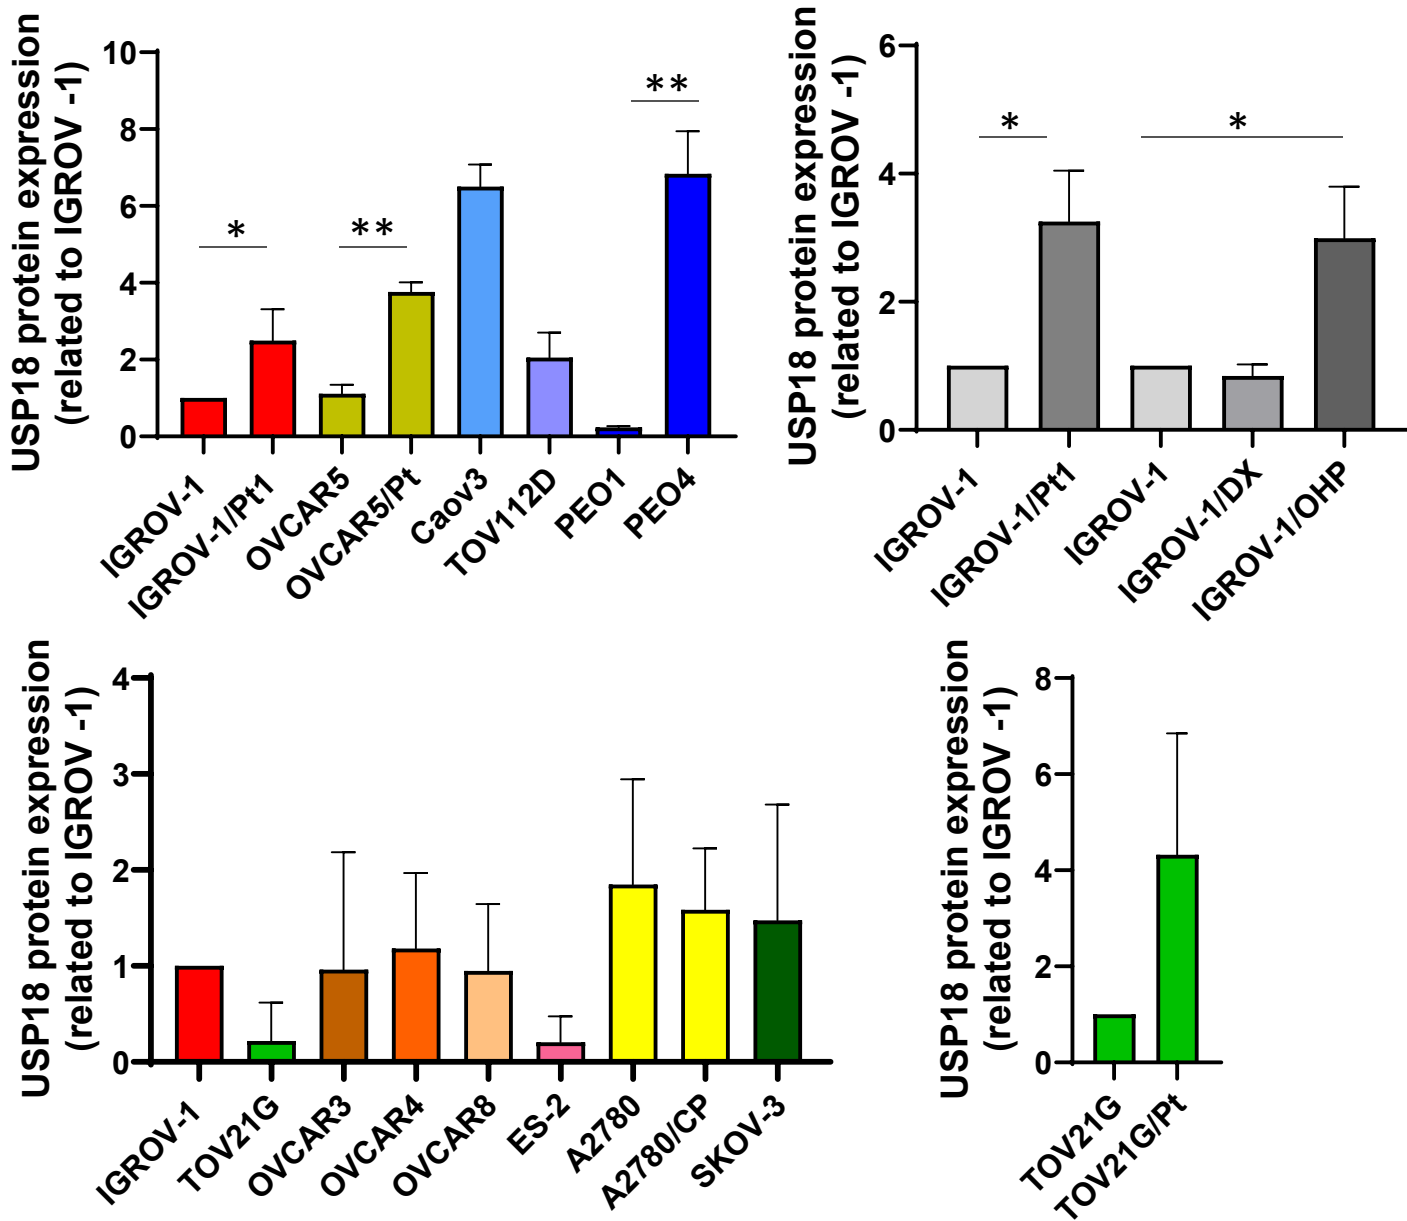 USP18 protein expression
(related to IGROV -1)
10
8
6
4
2
0
*
**
**
IGROV-1
IGROV-1/Pt1
OVCAR5
OVCAR5/Pt
Caov3
TOV112D
PEO1
PEO4
USP18 protein expression
(related to IGROV -1)
6
4
2
0
*
*
IGROV-1
IGROV-1/Pt1
IGROV-1
IGROV-1/DX
IGROV-1/OHP
USP18 protein expression
(related to IGROV -1)
4
3
2
1
0
IGROV-1
TOV21G
OVCAR3
OVCAR4
OVCAR8
ES-2
A2780
A2780/CP
SKOV-3
USP18 protein expression
(related to IGROV -1)
8
6
4
2
0
TOV21G
TOV21G/Pt